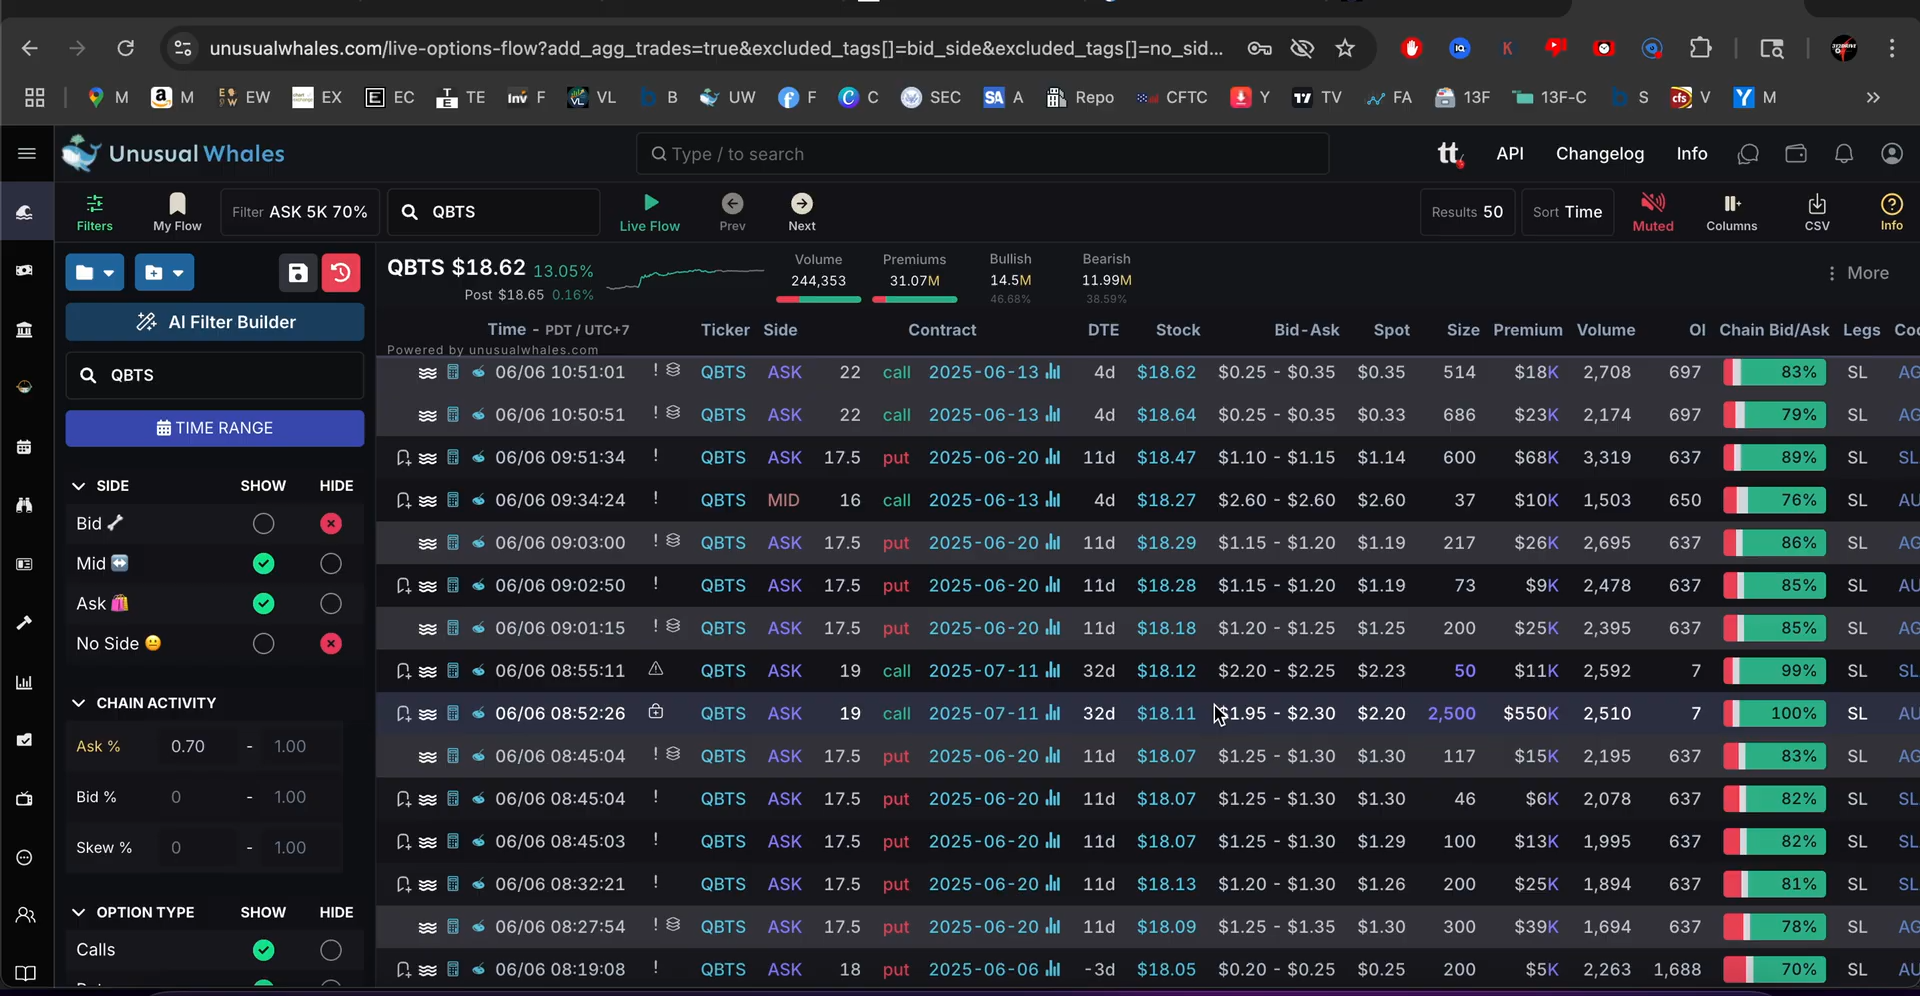 unusualwhales.com/live-options-flow?add_agg_trades=true&excluded_tags[]=bid_side&excluded_tags[]=no_sid...
M a M EW EX EC TE Inv F VL B UW F C SEC SA A Repo CFTC Y TV FA 13F 13F-C S cfs V Y M
Unusual Whales
Type / to search
tt API Changelog Info
Filters My Flow Filter ASK 5K 70% QBTS Live Flow Prev Next Results 50 Sort Time Muted Columns CSV Info
AI Filter Builder
QBTS
TIME RANGE
SIDE SHOW HIDE
Bid
Mid
Ask
No Side
CHAIN ACTIVITY
Ask % 0.70 - 1.00
Bid % 0 - 1.00
Skew % 0 - 1.00
OPTION TYPE SHOW HIDE
Calls
QBTS $18.62 13.05%
Post $18.65 0.16%
Volume Premiums Bullish Bearish
244,353 31.07M 14.5M 11.99M
46.68% 38.59%
More
Time - PDT / UTC+7 Ticker Side Contract DTE Stock Bid-Ask Spot Size Premium Volume OI Chain Bid/Ask Legs Coc
Powered by unusualwhales.com
06/06 10:51:01 ! QBTS ASK 22 call 2025-06-13 4d $18.62 $0.25 - $0.35 $0.35 514 $18K 2,708 697 83% SL AG
06/06 10:50:51 ! QBTS ASK 22 call 2025-06-13 4d $18.64 $0.25 - $0.35 $0.33 686 $23K 2,174 697 79% SL AG
06/06 09:51:34 ! QBTS ASK 17.5 put 2025-06-20 11d $18.47 $1.10 - $1.15 $1.14 600 $68K 3,319 637 89% SL SL
06/06 09:34:24 ! QBTS MID 16 call 2025-06-13 4d $18.27 $2.60 - $2.60 $2.60 37 $10K 1,503 650 76% SL AU
06/06 09:03:00 ! QBTS ASK 17.5 put 2025-06-20 11d $18.29 $1.15 - $1.20 $1.19 217 $26K 2,695 637 86% SL AG
06/06 09:02:50 ! QBTS ASK 17.5 put 2025-06-20 11d $18.28 $1.15 - $1.20 $1.19 73 $9K 2,478 637 85% SL AU
06/06 09:01:15 ! QBTS ASK 17.5 put 2025-06-20 11d $18.18 $1.20 - $1.25 $1.25 200 $25K 2,395 637 85% SL AG
06/06 08:55:11 QBTS ASK 19 call 2025-07-11 32d $18.12 $2.20 - $2.25 $2.23 50 $11K 2,592 7 99% SL SL
06/06 08:52:26 QBTS ASK 19 call 2025-07-11 32d $18.11 $1.95 - $2.30 $2.20 2,500 $550K 2,510 7 100% SL AU
06/06 08:45:04 ! QBTS ASK 17.5 put 2025-06-20 11d $18.07 $1.25 - $1.30 $1.30 117 $15K 2,195 637 83% SL AG
06/06 08:45:04 ! QBTS ASK 17.5 put 2025-06-20 11d $18.07 $1.25 - $1.30 $1.30 46 $6K 2,078 637 82% SL SL
06/06 08:45:03 ! QBTS ASK 17.5 put 2025-06-20 11d $18.07 $1.25 - $1.30 $1.29 100 $13K 1,995 637 82% SL SL
06/06 08:32:21 ! QBTS ASK 17.5 put 2025-06-20 11d $18.13 $1.20 - $1.30 $1.26 200 $25K 1,894 637 81% SL SL
06/06 08:27:54 ! QBTS ASK 17.5 put 2025-06-20 11d $18.09 $1.25 - $1.35 $1.30 300 $39K 1,694 637 78% SL AG
06/06 08:19:08 ! QBTS ASK 18 put 2025-06-06 -3d $18.05 $0.20 - $0.25 $0.25 200 $5K 2,263 1,688 70% SL AU